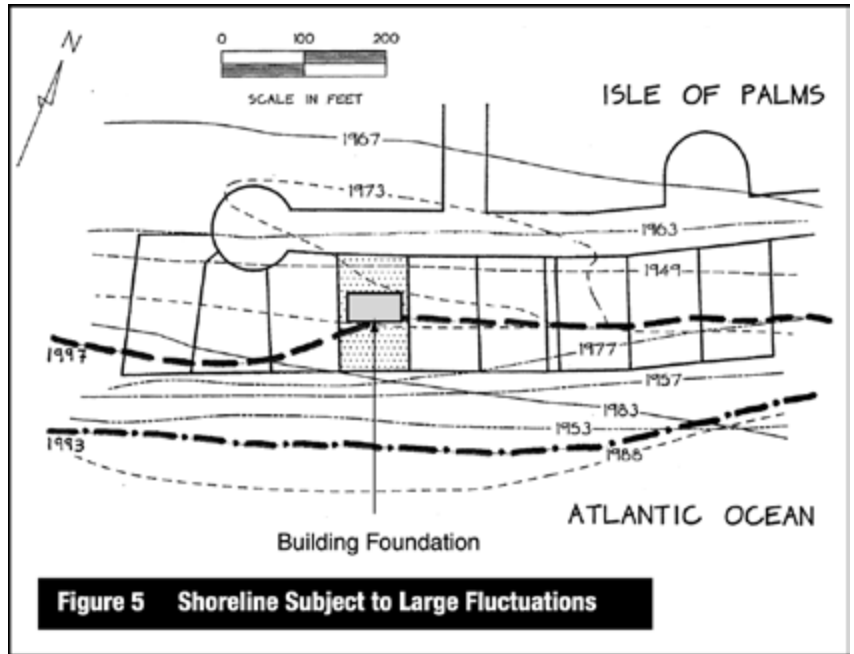 N
0 100 200
SCALE IN FEET
ISLE OF PALMS
1967
1973
1963
1949
1997
1977
1957
1983
1953
1993
1988
ATLANTIC OCEAN
Building Foundation
Figure 5 Shoreline Subject to Large Fluctuations